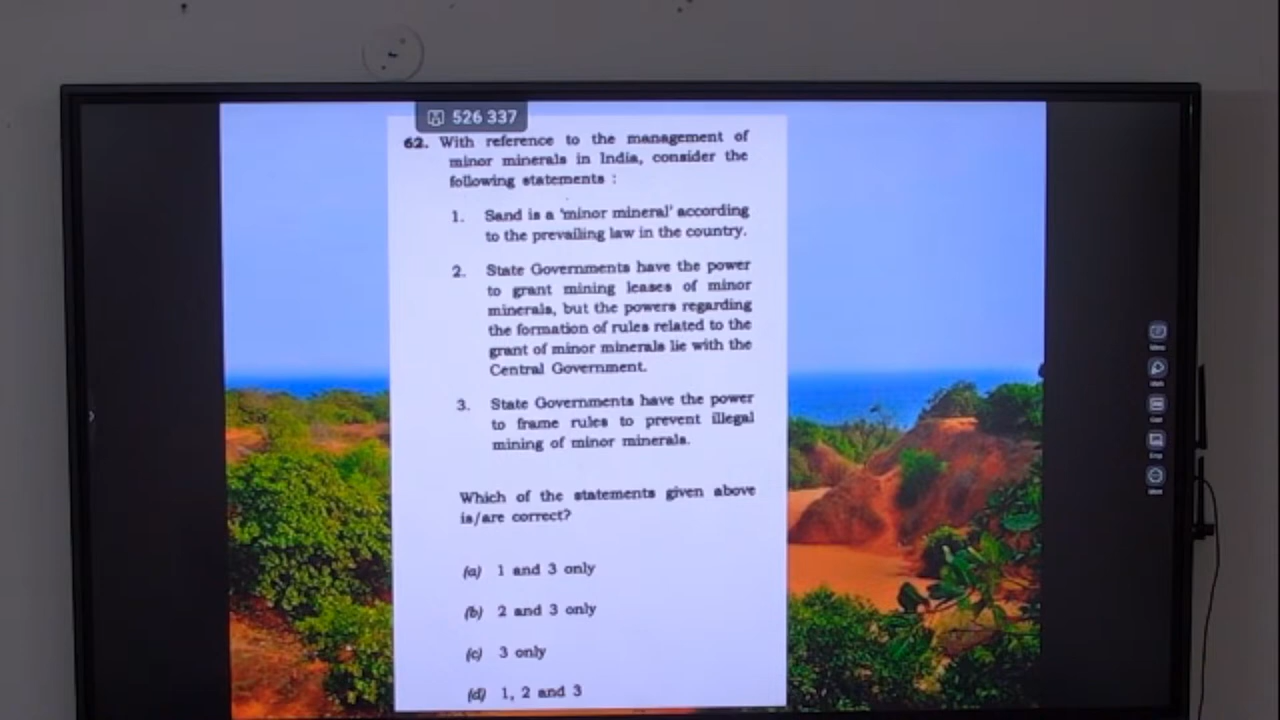 526 337
62. With reference to the management of
minor minerals in India, consider the
following statements :
1. Sand is a 'minor mineral' according
to the prevailing law in the country.
2. State Governments have the power
to grant mining leases of minor
minerals, but the powers regarding
the formation of rules related to the
grant of minor minerals lie with the
Central Government.
3. State Governments have the power
to frame rules to prevent illegal
mining of minor minerals.
Which of the statements given above
is/are correct?
(a) 1 and 3 only
(b) 2 and 3 only
(c) 3 only
(d) 1, 2 and 3